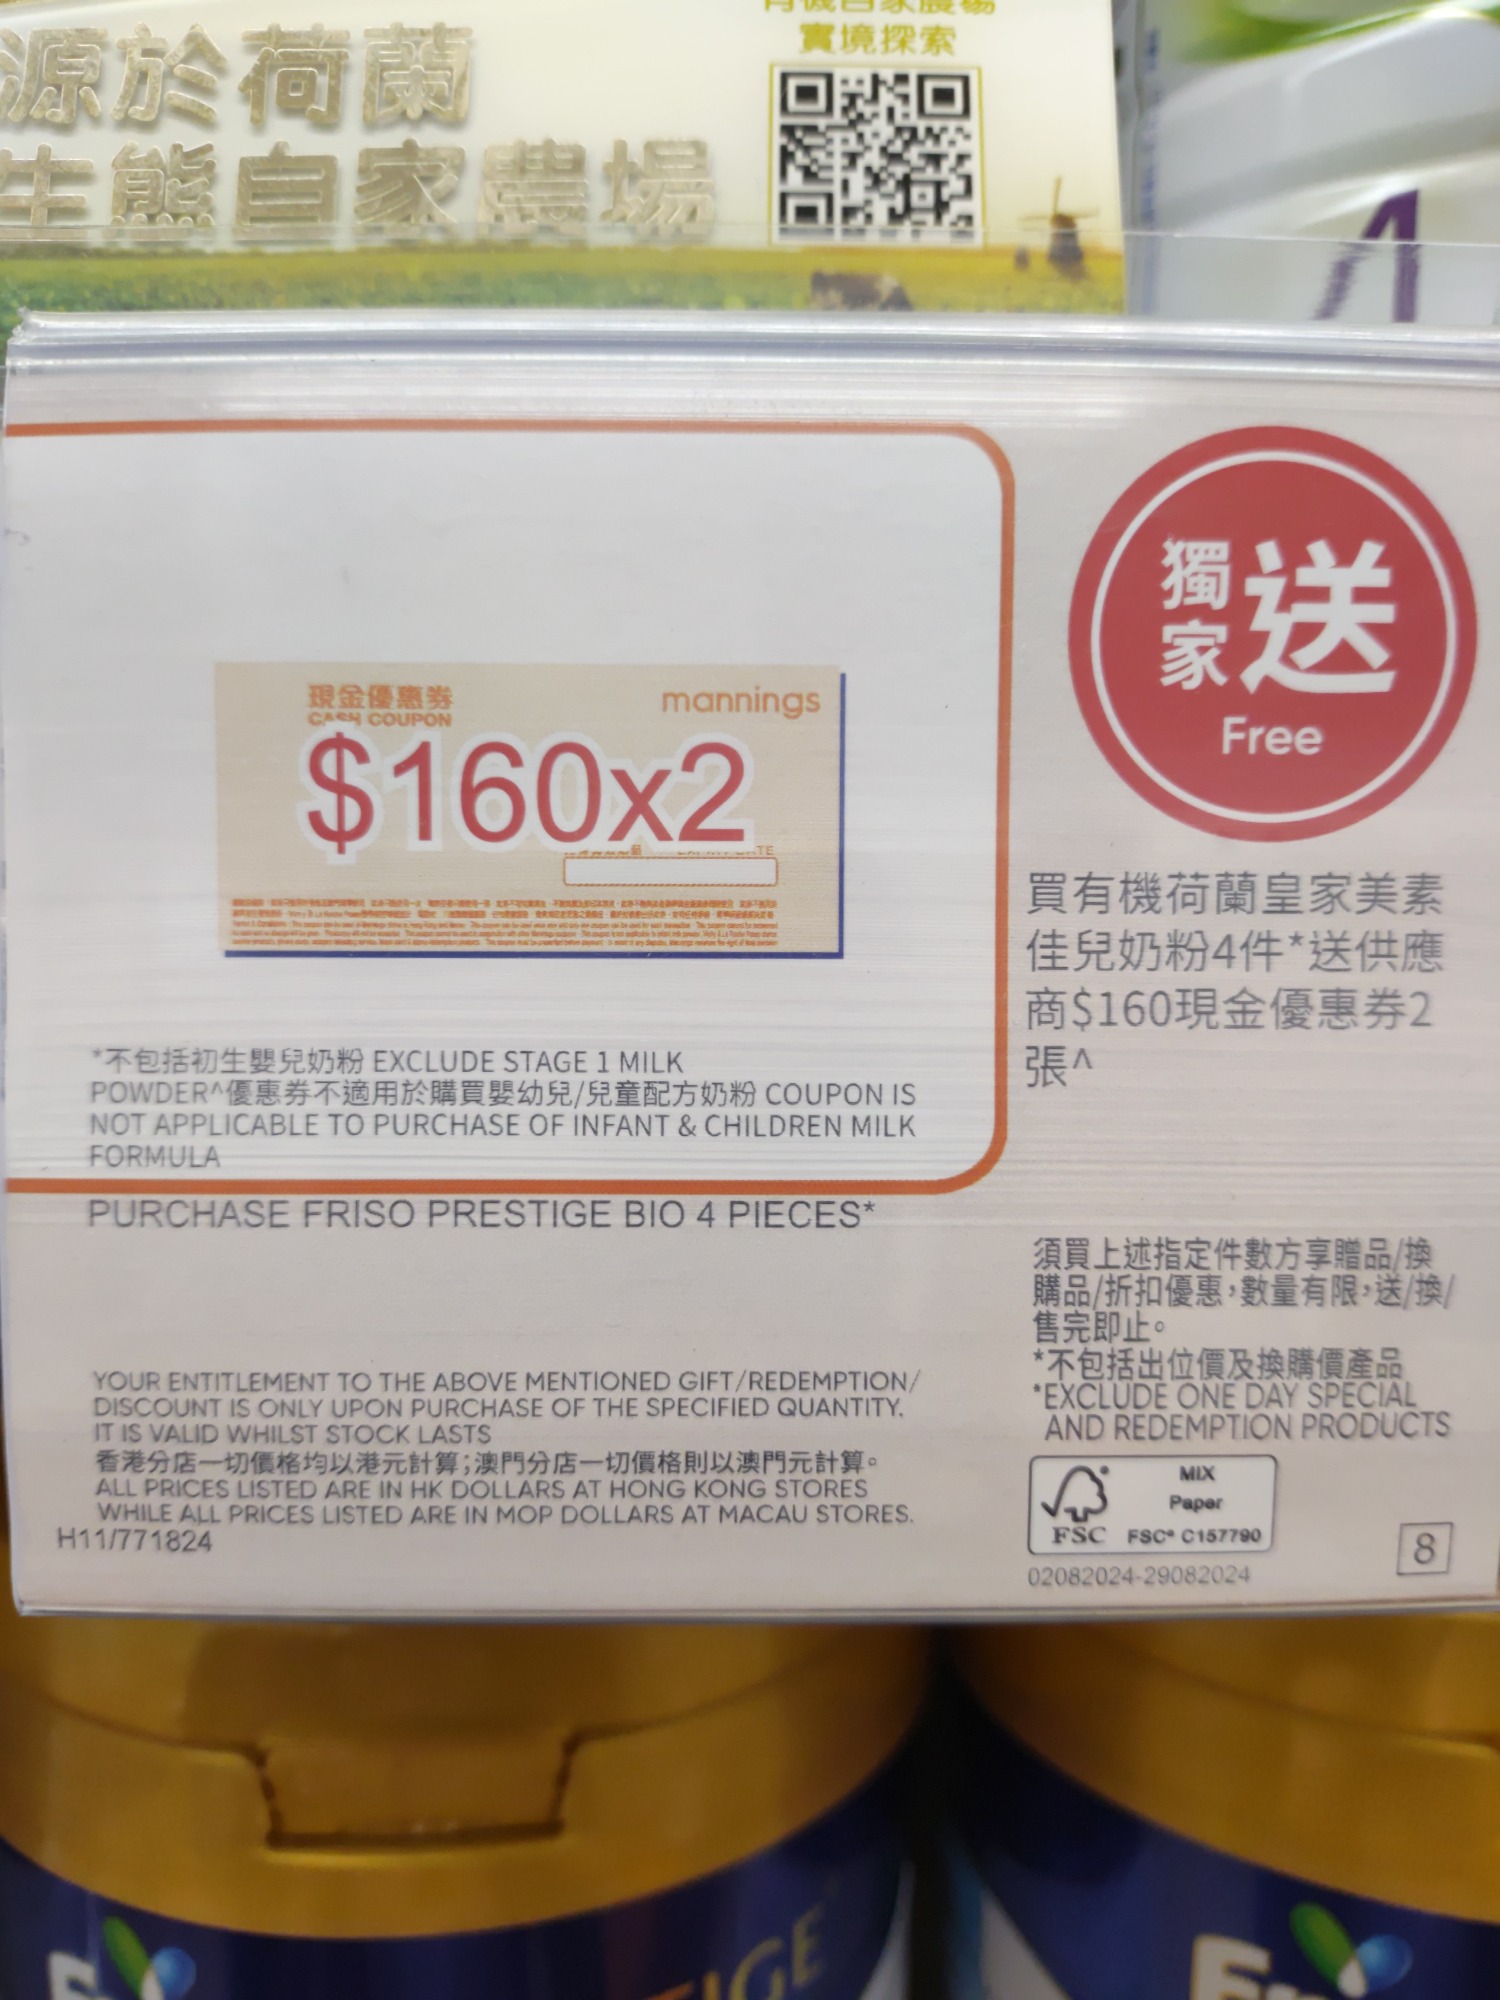 實境探索
源於荷蘭
牛熊自家農場
現金優惠券
CASH COUPON
mannings
$160x2
獨家送
Free
買有機荷蘭皇家美素
佳兒奶粉4件*送供應
商$160現金優惠券2
張^
*不包括初生嬰兒奶粉 EXCLUDE STAGE 1 MILK
POWDER^優惠券不適用於購買嬰幼兒/兒童配方奶粉 COUPON IS
NOT APPLICABLE TO PURCHASE OF INFANT & CHILDREN MILK
FORMULA
PURCHASE FRISO PRESTIGE BIO 4 PIECES*
須買上述指定件數方享贈品/換
購品/折扣優惠，數量有限，送/換/
售完即止。
*不包括出位價及換購價產品
*EXCLUDE ONE DAY SPECIAL
AND REDEMPTION PRODUCTS
YOUR ENTITLEMENT TO THE ABOVE MENTIONED GIFT/REDEMPTION/
DISCOUNT IS ONLY UPON PURCHASE OF THE SPECIFIED QUANTITY.
IT IS VALID WHILST STOCK LASTS
香港分店一切價格均以港元計算；澳門分店一切價格則以澳門元計算。
ALL PRICES LISTED ARE IN HK DOLLARS AT HONG KONG STORES
WHILE ALL PRICES LISTED ARE IN MOP DOLLARS AT MACAU STORES.
H11/771824
MIX
Paper
FSC FSC® C157790
02082024-29082024
8